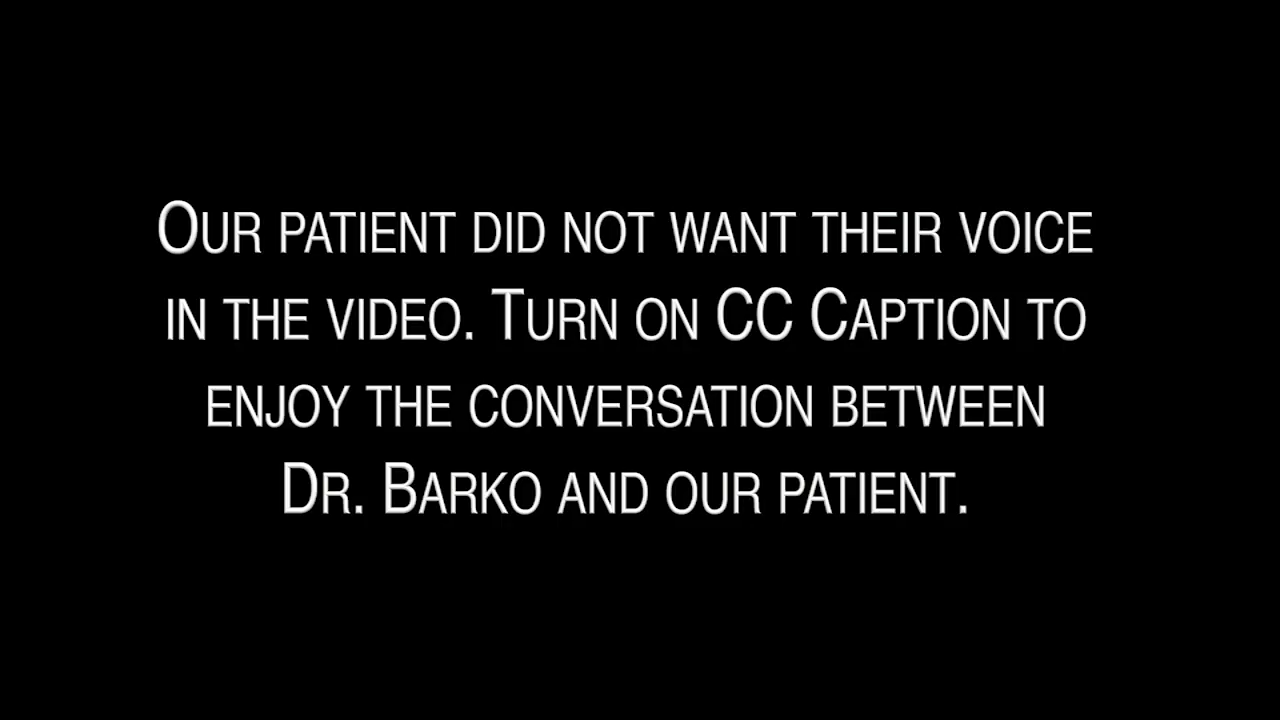 Our patient did not want their voice
in the video. Turn on CC Caption to
enjoy the conversation between
Dr. Barko and our patient.